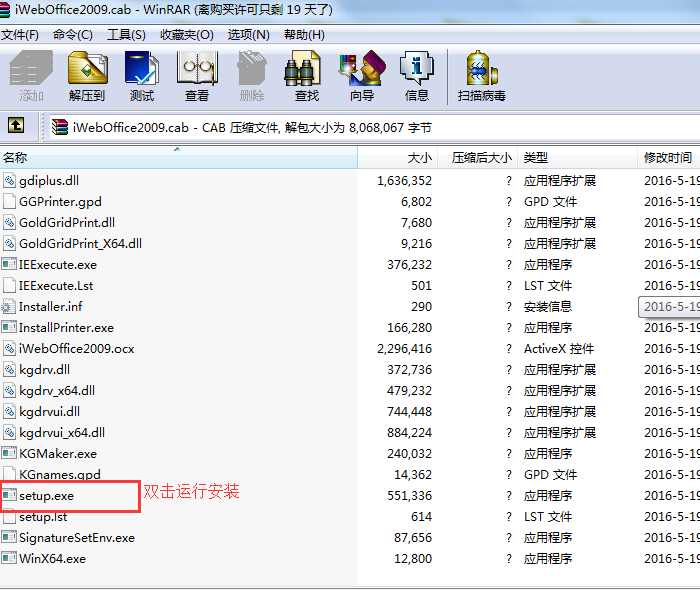 iWebOffice2009.cab - WinRAR (离购买许可只剩 19 天了)
文件(F) 命令(C) 工具(S) 收藏夹(O) 选项(N) 帮助(H)
添加 解压到 测试 查看 删除 查找 向导 信息 扫描病毒
iWebOffice2009.cab - CAB 压缩文件, 解包大小为 8,068,067 字节
名称 大小 压缩后大小 类型 修改时间
gdiplus.dll 1,636,352 ? 应用程序扩展 2016-5-19
GGPrinter.gpd 6,802 ? GPD 文件 2016-5-19
GoldGridPrint.dll 7,680 ? 应用程序扩展 2016-5-19
GoldGridPrint_X64.dll 9,216 ? 应用程序扩展 2016-5-19
IEExecute.exe 376,232 ? 应用程序 2016-5-19
IEExecute.Lst 501 ? LST 文件 2016-5-19
Installer.inf 290 ? 安装信息 2016-5-19
InstallPrinter.exe 166,280 ? 应用程序 2016-5-19
iWebOffice2009.ocx 2,296,416 ? ActiveX 控件 2016-5-19
kgdrv.dll 372,736 ? 应用程序扩展 2016-5-19
kgdrv_x64.dll 479,232 ? 应用程序扩展 2016-5-19
kgdrvui.dll 744,448 ? 应用程序扩展 2016-5-19
kgdrvui_x64.dll 884,224 ? 应用程序扩展 2016-5-19
KGMaker.exe 240,032 ? 应用程序 2016-5-19
KGnames.gpd 14,362 ? GPD 文件 2016-5-19
setup.exe 双击运行安装 551,336 ? 应用程序 2016-5-19
setup.lst 614 ? LST 文件 2016-5-19
SignatureSetEnv.exe 87,656 ? 应用程序 2016-5-19
WinX64.exe 12,800 ? 应用程序 2016-5-19